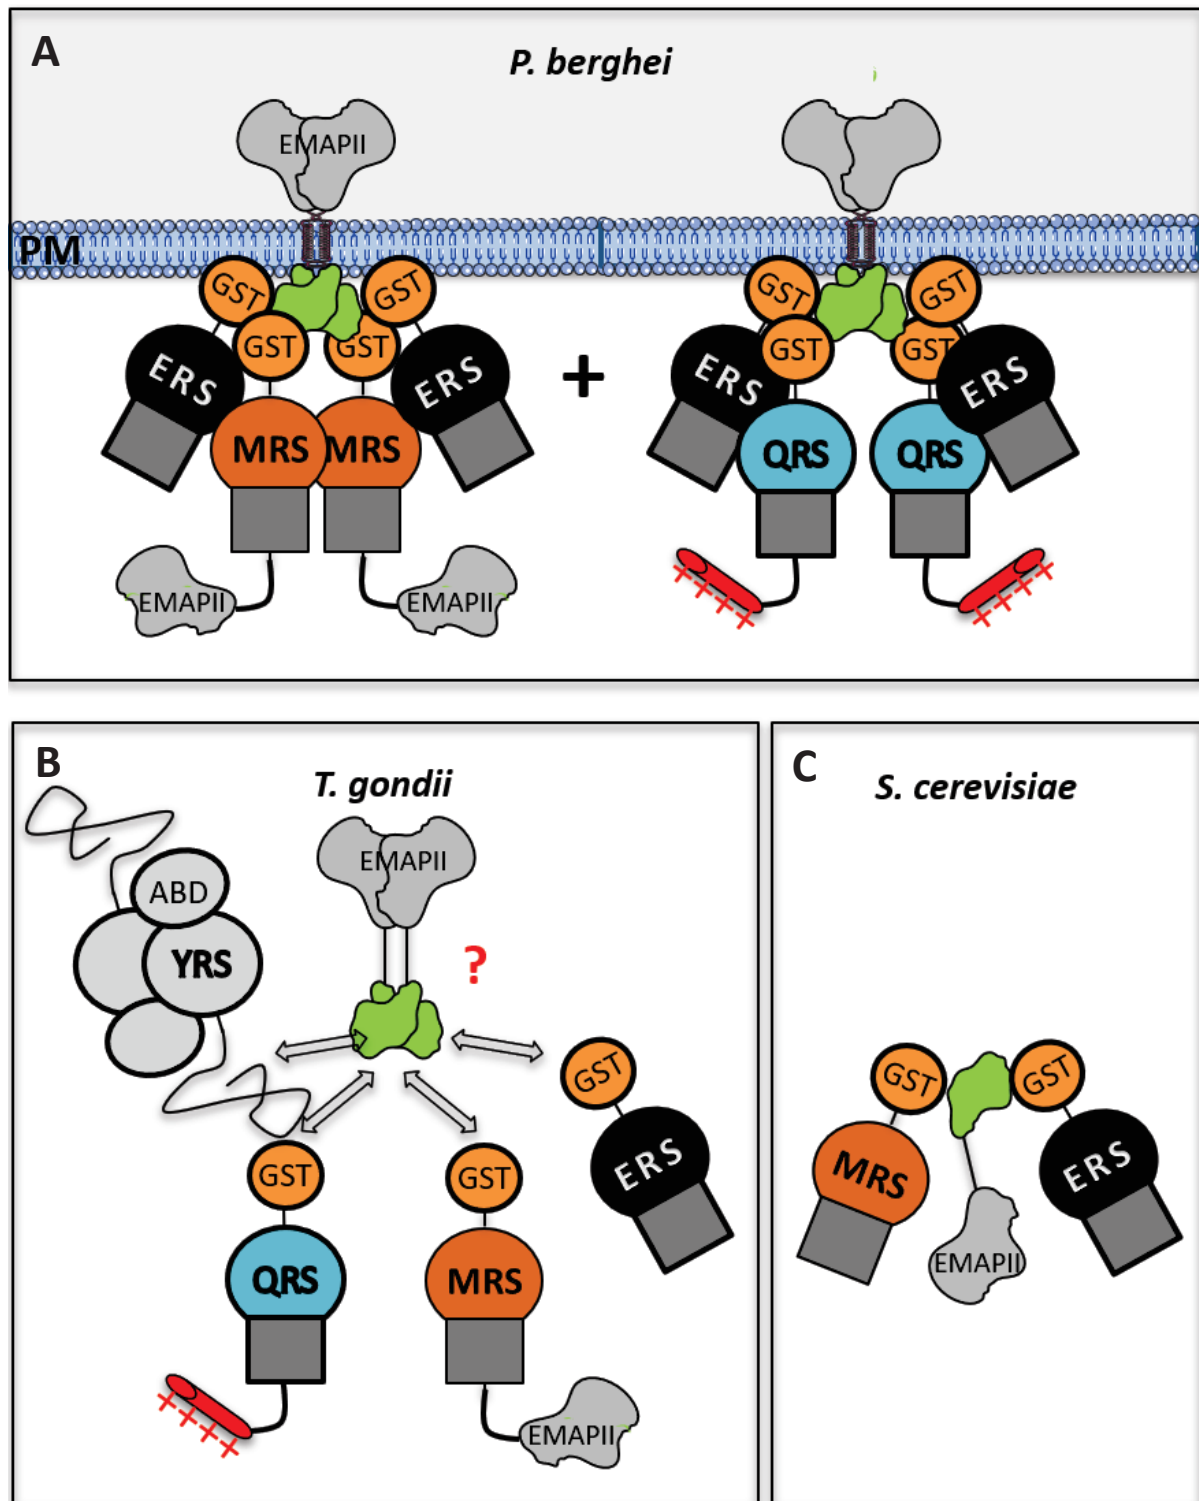 A
P. berghei
EMAPII
PM
GST GST GST GST
GST GST GST GST
ERS ERS ERS ERS
+
MRS MRS QRS QRS
EMAPII EMAPII
B
T. gondii
EMAPII
ABD
YRS
?
GST
GST GST
ERS
QRS MRS
EMAPII
C
S. cerevisiae
GST GST
MRS ERS
EMAPII